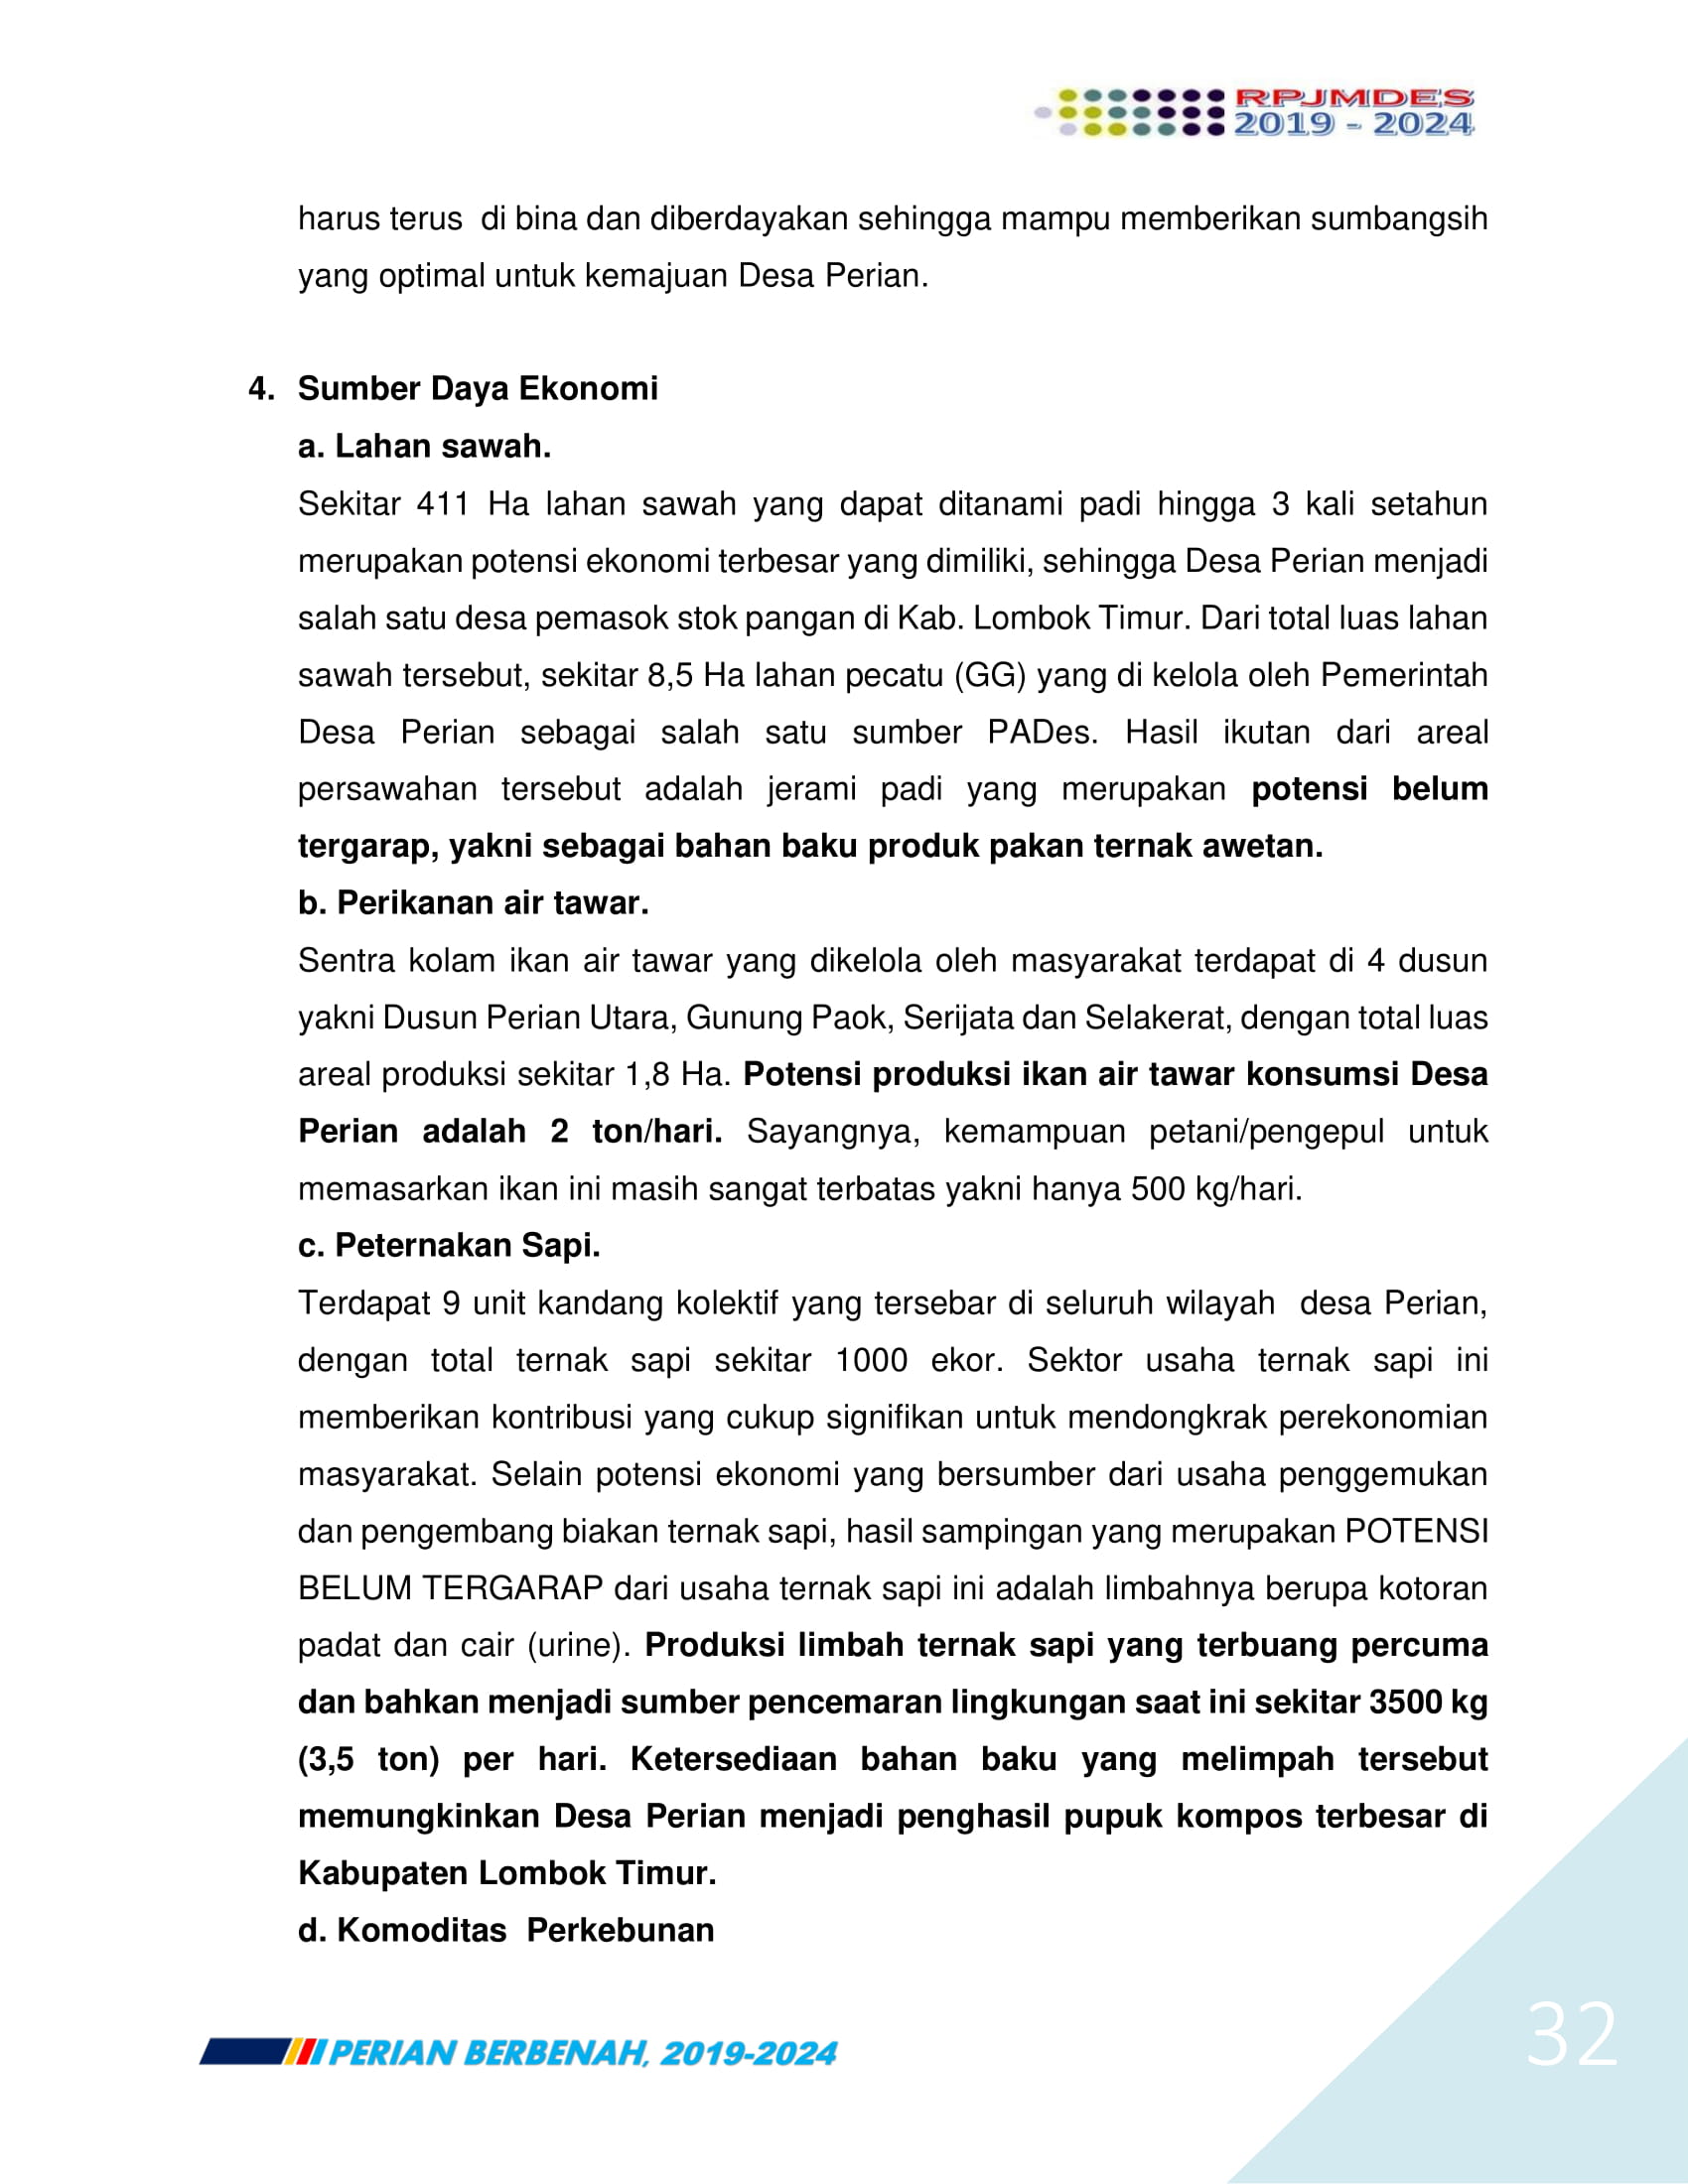 RPJMDES
2019 - 2024
harus terus  di bina dan diberdayakan sehingga mampu memberikan sumbangsih
yang optimal untuk kemajuan Desa Perian.
4. Sumber Daya Ekonomi
a. Lahan sawah.
Sekitar 411 Ha lahan sawah yang dapat ditanami padi hingga 3 kali setahun
merupakan potensi ekonomi terbesar yang dimiliki, sehingga Desa Perian menjadi
salah satu desa pemasok stok pangan di Kab. Lombok Timur. Dari total luas lahan
sawah tersebut, sekitar 8,5 Ha lahan pecatu (GG) yang di kelola oleh Pemerintah
Desa Perian sebagai salah satu sumber PADes. Hasil ikutan dari areal
persawahan tersebut adalah jerami padi yang merupakan potensi belum
tergarap, yakni sebagai bahan baku produk pakan ternak awetan.
b. Perikanan air tawar.
Sentra kolam ikan air tawar yang dikelola oleh masyarakat terdapat di 4 dusun
yakni Dusun Perian Utara, Gunung Paok, Serijata dan Selakerat, dengan total luas
areal produksi sekitar 1,8 Ha. Potensi produksi ikan air tawar konsumsi Desa
Perian adalah 2 ton/hari. Sayangnya, kemampuan petani/pengepul untuk
memasarkan ikan ini masih sangat terbatas yakni hanya 500 kg/hari.
c. Peternakan Sapi.
Terdapat 9 unit kandang kolektif yang tersebar di seluruh wilayah  desa Perian,
dengan total ternak sapi sekitar 1000 ekor. Sektor usaha ternak sapi ini
memberikan kontribusi yang cukup signifikan untuk mendongkrak perekonomian
masyarakat. Selain potensi ekonomi yang bersumber dari usaha penggemukan
dan pengembang biakan ternak sapi, hasil sampingan yang merupakan POTENSI
BELUM TERGARAP dari usaha ternak sapi ini adalah limbahnya berupa kotoran
padat dan cair (urine). Produksi limbah ternak sapi yang terbuang percuma
dan bahkan menjadi sumber pencemaran lingkungan saat ini sekitar 3500 kg
(3,5 ton) per hari. Ketersediaan bahan baku yang melimpah tersebut
memungkinkan Desa Perian menjadi penghasil pupuk kompos terbesar di
Kabupaten Lombok Timur.
d. Komoditas  Perkebunan
PERIAN BERBENAH, 2019-2024
32